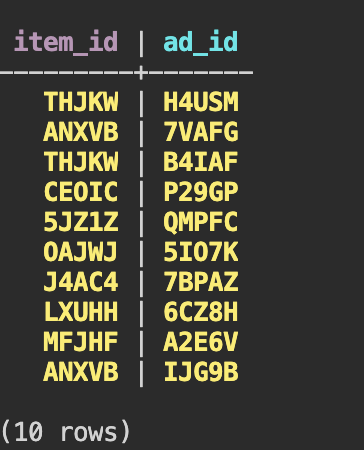 item_id | ad_id
---------+-------
THJKW | H4USM
ANXVB | 7VAFG
THJKW | B4IAF
CEOIC | P29GP
5JZ1Z | QMPFC
OAJWJ | 5IO7K
J4AC4 | 7BPAZ
LXUHH | 6CZ8H
MFJHF | A2E6V
ANXVB | IJG9B
(10 rows)